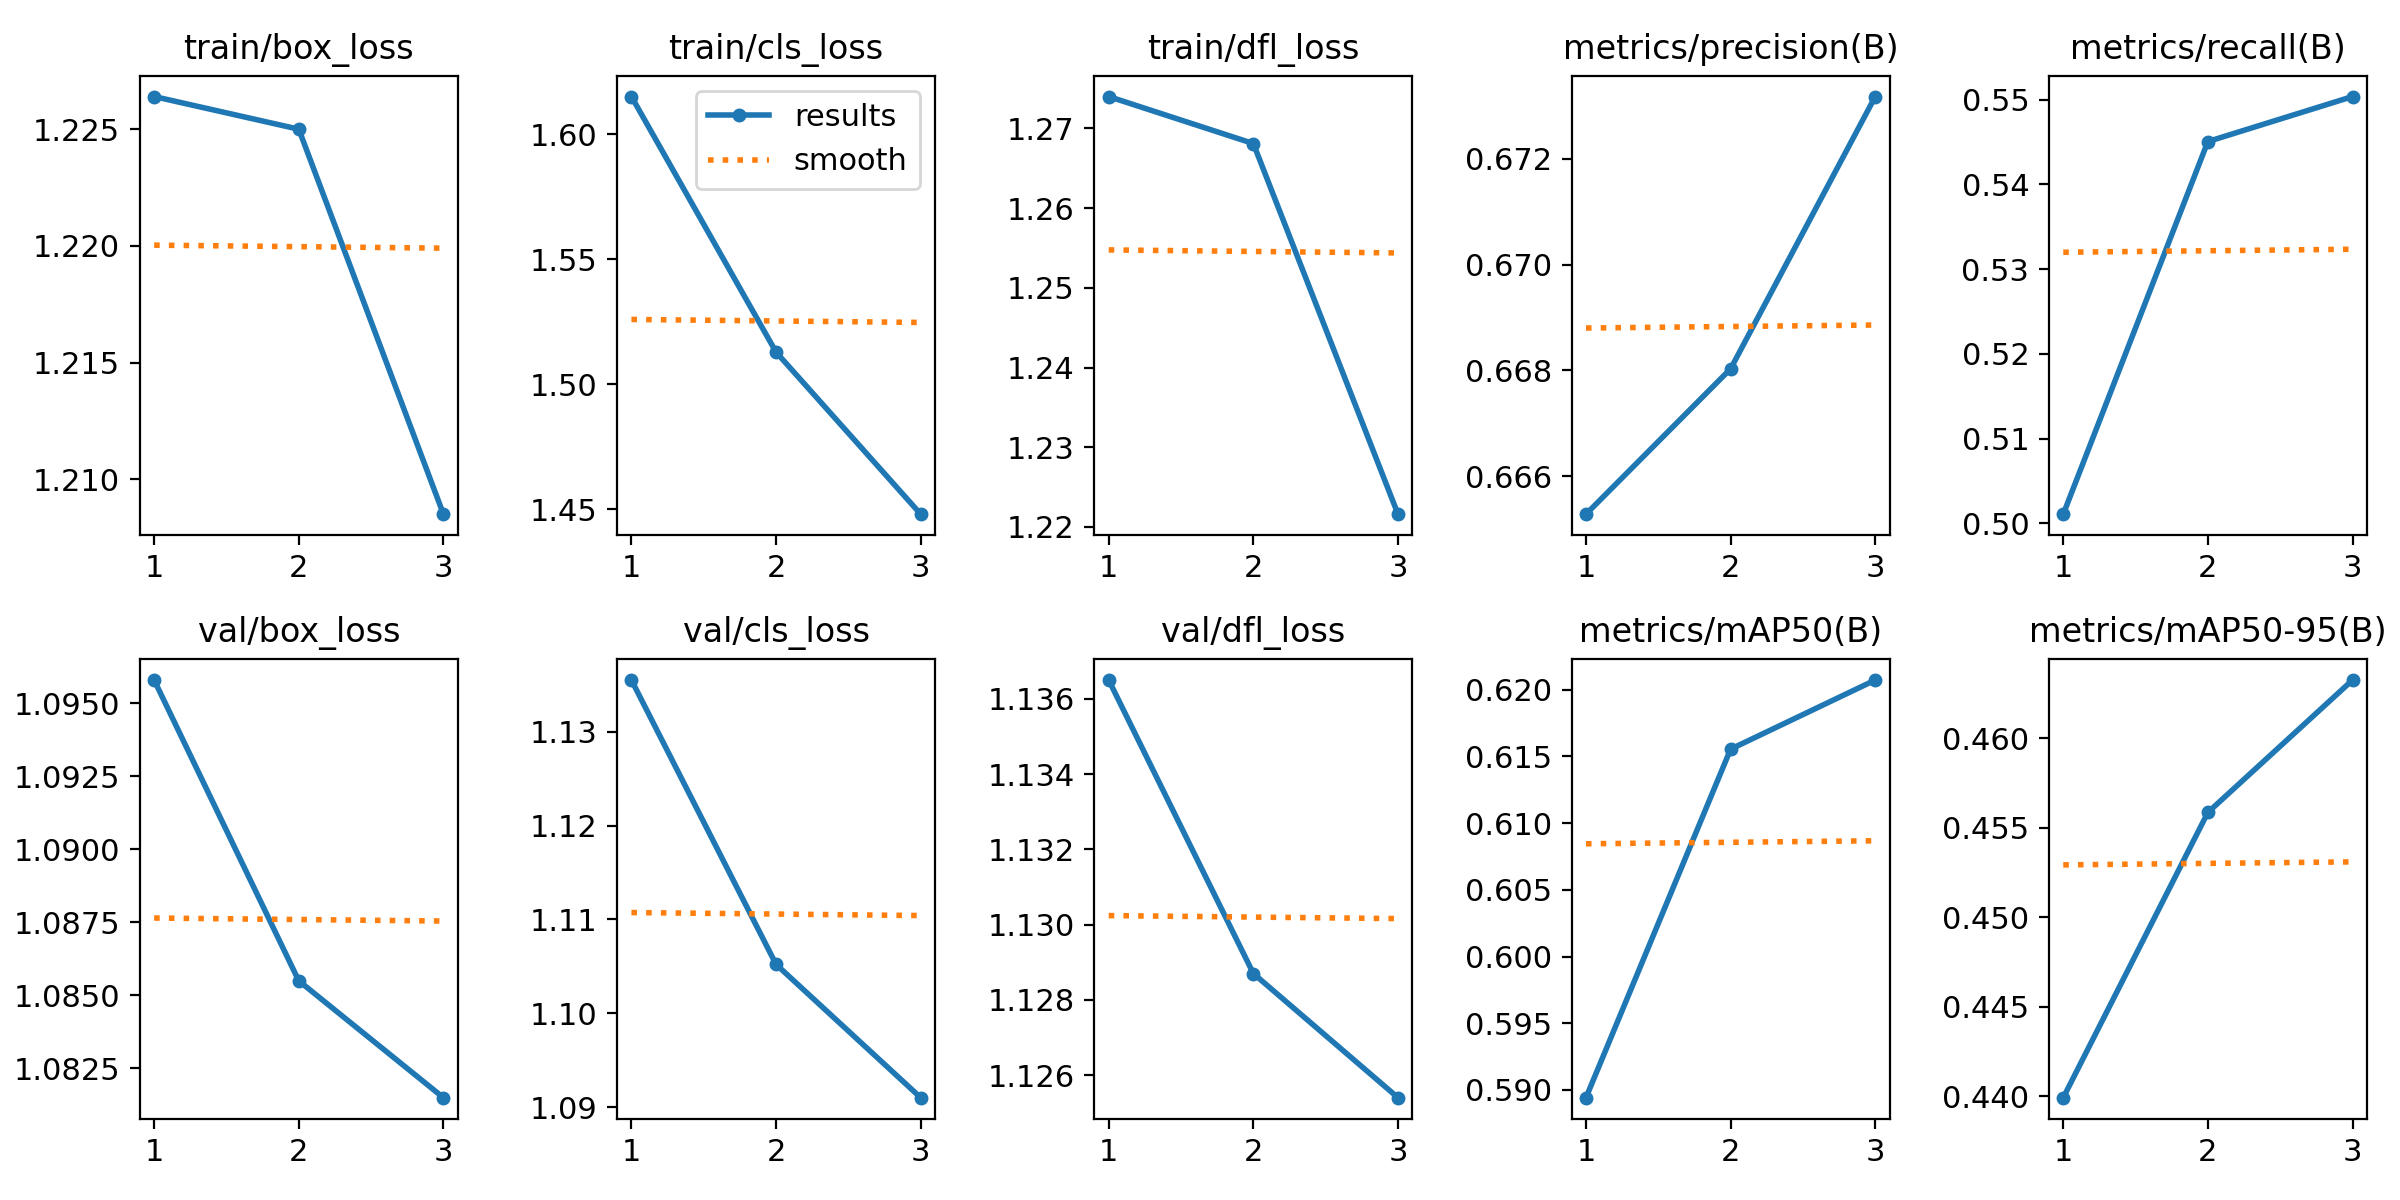 train/box_loss
1.225
1.220
1.215
1.210
1 2 3
train/cls_loss
results
smooth
1.60
1.55
1.50
1.45
1 2 3
train/dfl_loss
1.27
1.26
1.25
1.24
1.23
1.22
1 2 3
metrics/precision(B)
0.672
0.670
0.668
0.666
1 2 3
metrics/recall(B)
0.55
0.54
0.53
0.52
0.51
0.50
1 2 3
val/box_loss
1.0950
1.0925
1.0900
1.0875
1.0850
1.0825
1 2 3
val/cls_loss
1.13
1.12
1.11
1.10
1.09
1 2 3
val/dfl_loss
1.136
1.134
1.132
1.130
1.128
1.126
1 2 3
metrics/mAP50(B)
0.620
0.615
0.610
0.605
0.600
0.595
0.590
1 2 3
metrics/mAP50-95(B)
0.460
0.455
0.450
0.445
0.440
1 2 3